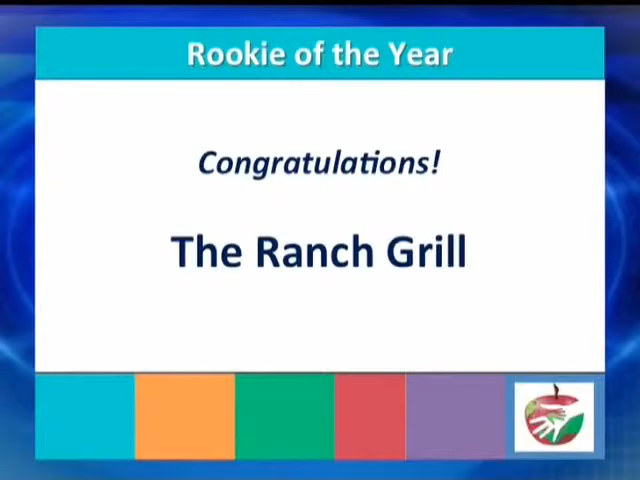 Rookie of the Year
Congratulations!
The Ranch Grill